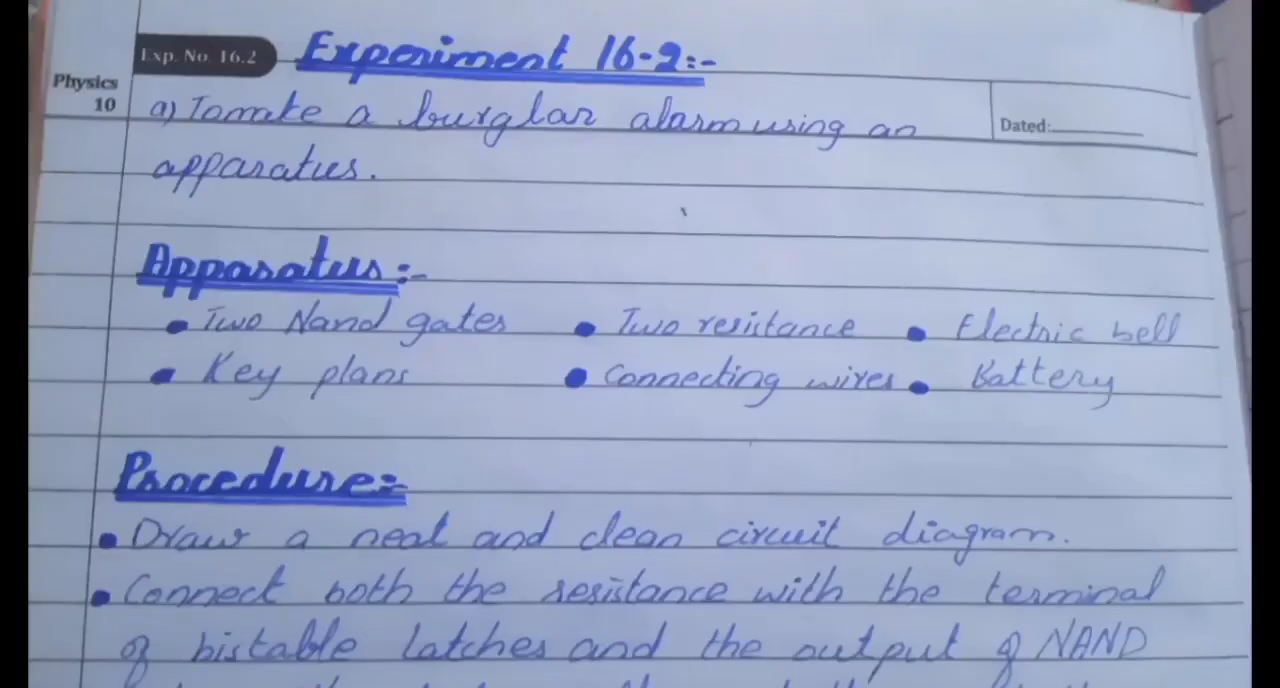 Exp. No. 16.2
Experiment 16-2:-
Physics
10
a) To make a burglar alarm using an
Dated:
apparatus.
Apparatus:-
• Two Nand gates • Two resistance • Electric bell
• Key plans • Connecting wires • Battery
Procedure:-
• Draw a neat and clean circuit diagram.
• Connect both the resistance with the terminal
of bistable latches and the output of NAND